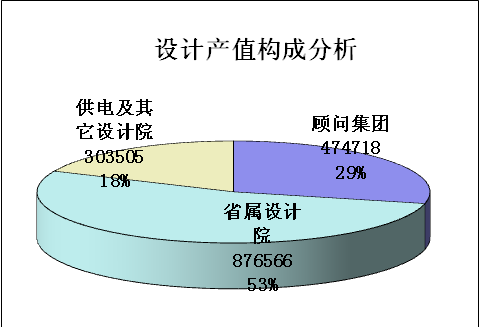 设计产值构成分析
供电及其
它设计院
303505
18%
顾问集团
474718
29%
省属设计
院
876566
53%